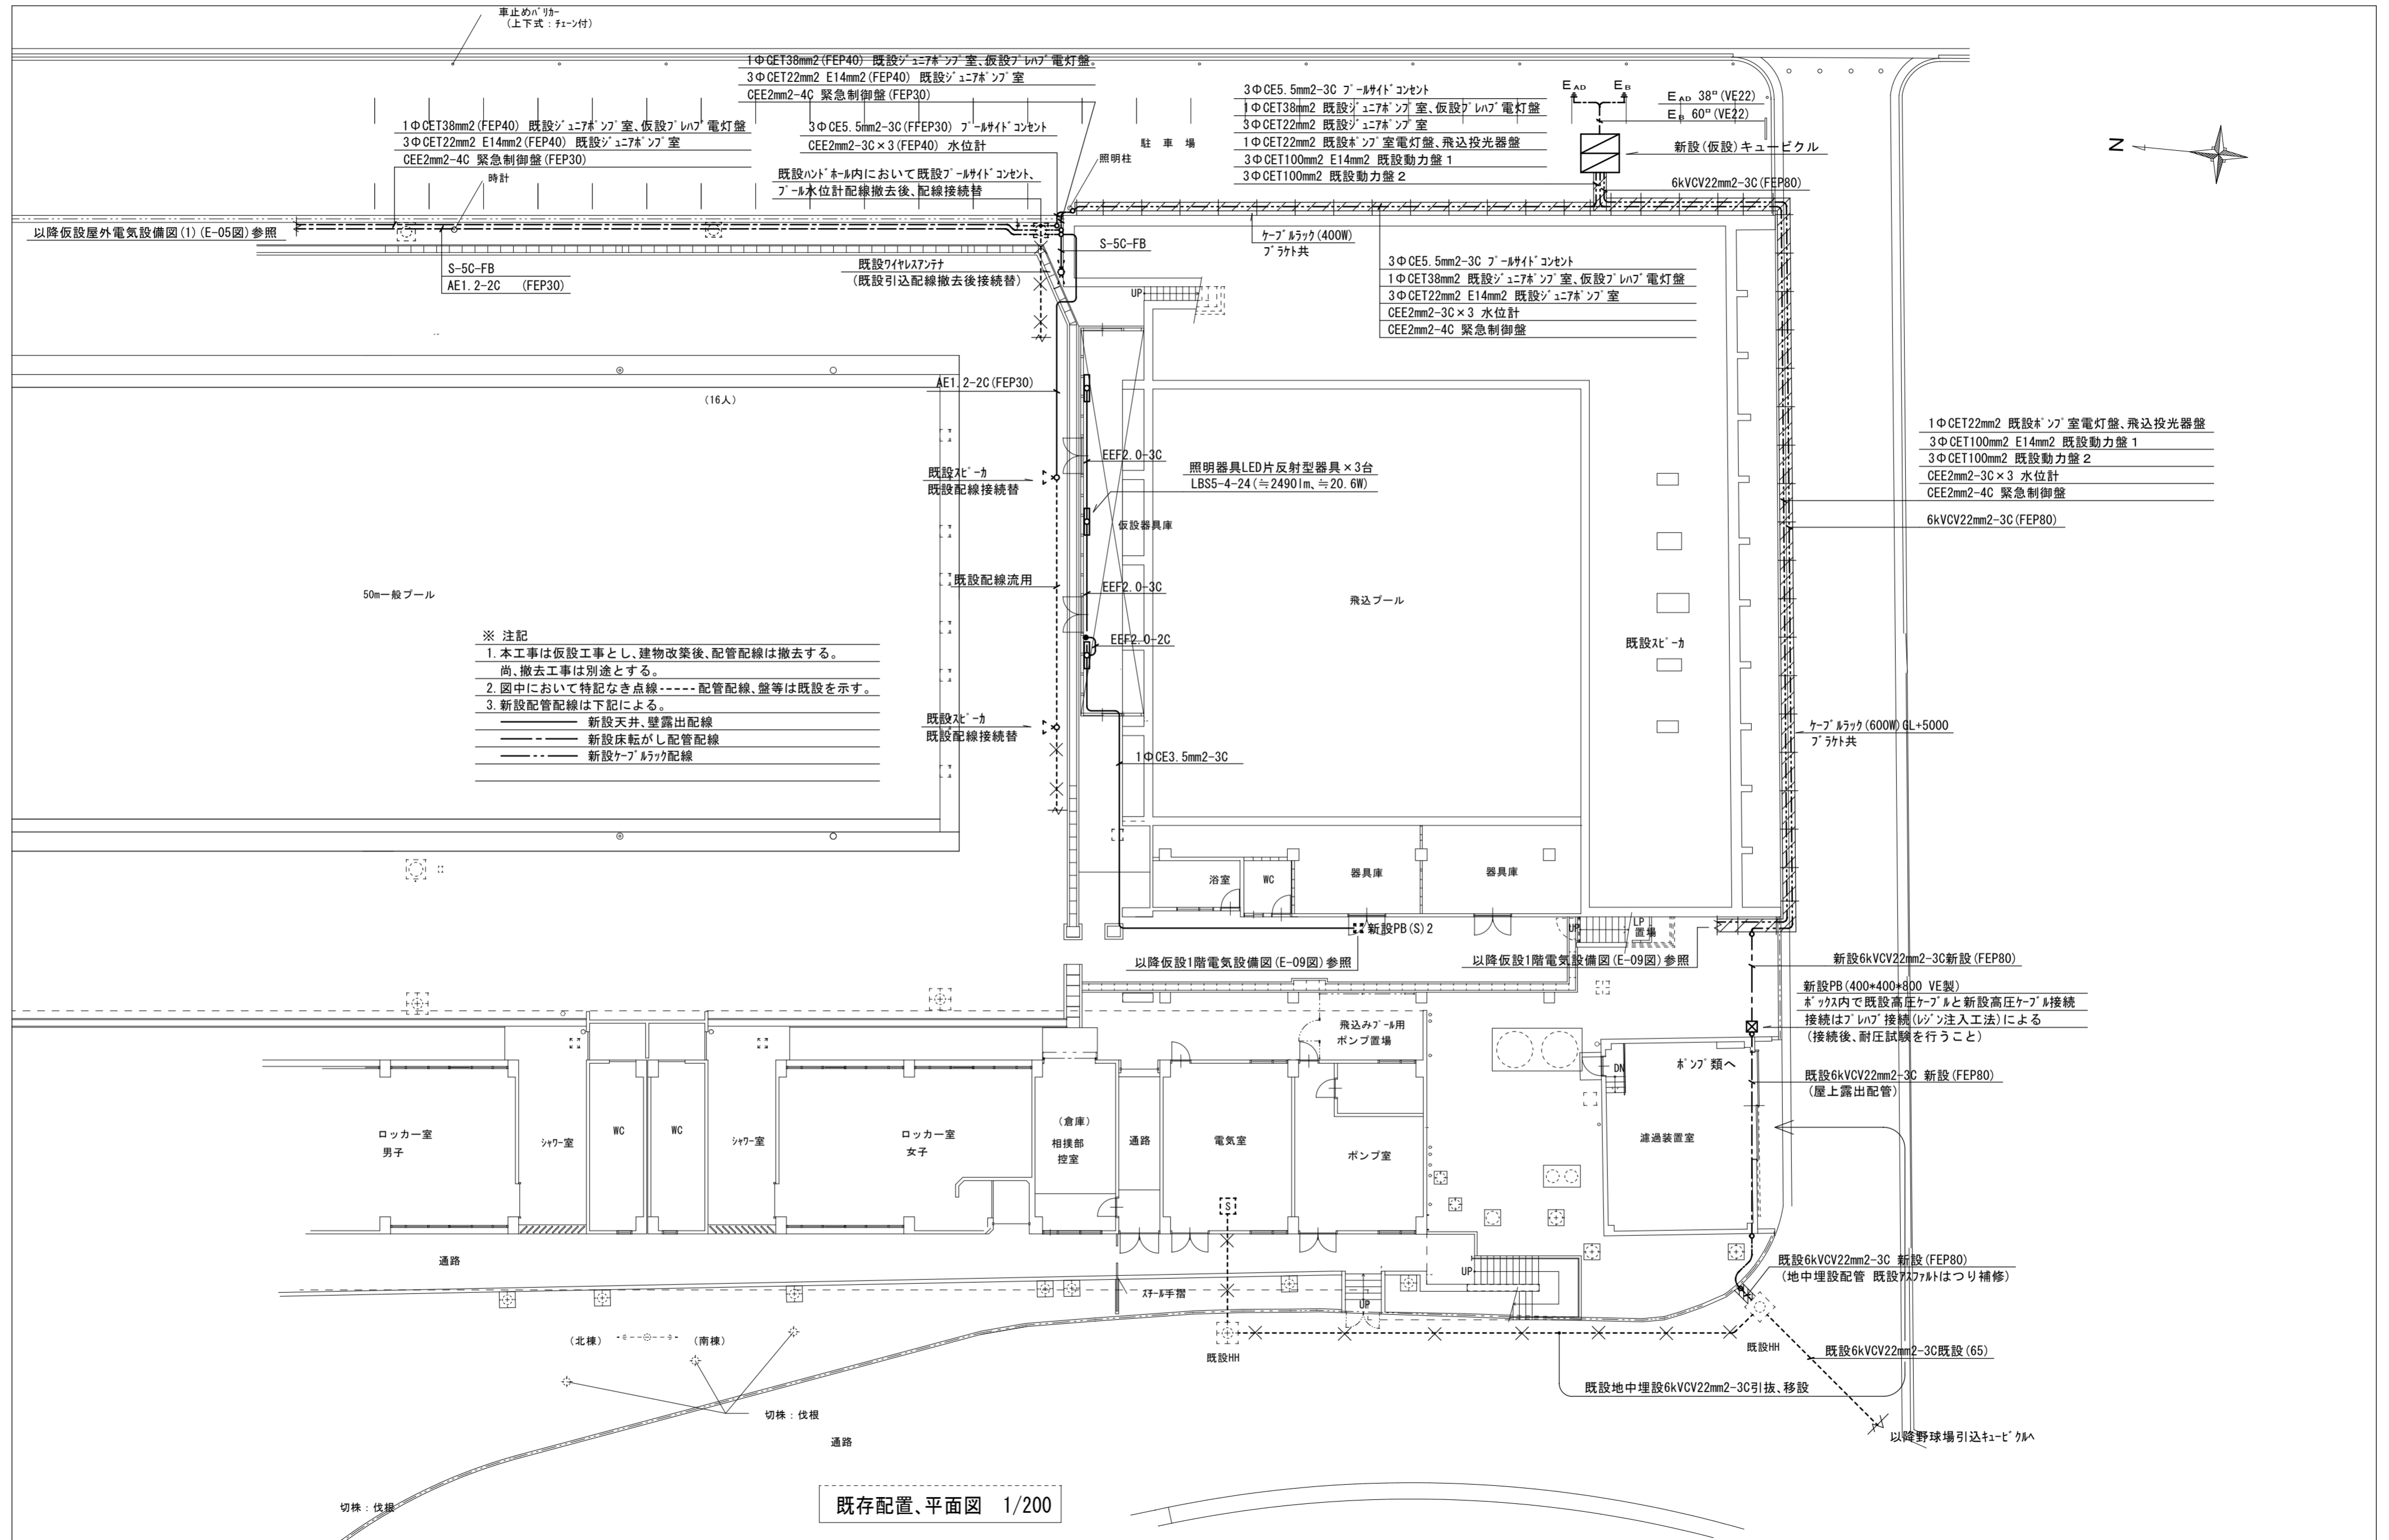 車止めバリカー
(上下式：チェーン付)
1ΦCET38mm2(FEP40) 既設ジュニアポンプ室、仮設プレハブ電灯盤
3ΦCET22mm2 E14mm2(FEP40) 既設ジュニアポンプ室
CEE2mm2-4C 緊急制御盤(FEP30)
1ΦCET38mm2(FEP40) 既設ジュニアポンプ室、仮設プレハブ電灯盤
3ΦCET22mm2 E14mm2(FEP40) 既設ジュニアポンプ室
CEE2mm2-4C 緊急制御盤(FEP30)
時計
3ΦCE5.5mm2-3C(FFEP30) プールサイドコンセント
CEE2mm2-3C×3(FEP40) 水位計
既設ハンドホール内において既設プールサイドコンセント、
プール水位計配線撤去後、配線接続替
駐 車 場
照明柱
3ΦCE5.5mm2-3C プールサイドコンセント
1ΦCET38mm2 既設ジュニアポンプ室、仮設プレハブ電灯盤
3ΦCET22mm2 既設ジュニアポンプ室
1ΦCET22mm2 既設ポンプ室電灯盤、飛込投光器盤
3ΦCET100mm2 E14mm2 既設動力盤1
3ΦCET100mm2 既設動力盤2
EAD EB
EAD 38□(VE22)
EB 60□(VE22)
新設(仮設)キュービクル
6kVCV22mm2-3C(FEP80)
N
以降仮設屋外電気設備図(1)(E-05図)参照
S-5C-FB
AE1.2-2C (FEP30)
既設ワイヤレスアンテナ
(既設引込配線撤去後接続替)
S-5C-FB
ケーブルラック(400W)
ブラケト共
UP
3ΦCE5.5mm2-3C プールサイドコンセント
1ΦCET38mm2 既設ジュニアポンプ室、仮設プレハブ電灯盤
3ΦCET22mm2 E14mm2 既設ジュニアポンプ室
CEE2mm2-3C×3 水位計
CEE2mm2-4C 緊急制御盤
AE1.2-2C(FEP30)
(16人)
1ΦCET22mm2 既設ポンプ室電灯盤、飛込投光器盤
3ΦCET100mm2 E14mm2 既設動力盤1
3ΦCET100mm2 既設動力盤2
CEE2mm2-3C×3 水位計
CEE2mm2-4C 緊急制御盤
6kVCV22mm2-3C(FEP80)
EEF2.0-3C
既設スピーカ
既設配線接続替
照明器具LED片反射型器具×3台
LBS5-4-24(≒2490lm、≒20.6W)
仮設器具庫
既設配線流用
EEF2.0-3C
50m一般プール
飛込プール
EEF2.0-2C
既設スピーカ
※ 注記
1.本工事は仮設工事とし、建物改築後、配管配線は撤去する。
尚、撤去工事は別途とする。
2.図中において特記なき点線-----配管配線、盤等は既設を示す。
3.新設配管配線は下記による。
新設天井、壁露出配線
新設床転がし配管配線
新設ケーブルラック配線
既設スピーカ
既設配線接続替
ケーブルラック(600W)GL+5000
ブラケト共
1ΦCE3.5mm2-3C
浴室
WC
器具庫
器具庫
新設PB(S)2
UP
LP
置場
以降仮設1階電気設備図(E-09図)参照
以降仮設1階電気設備図(E-09図)参照
新設6kVCV22mm2-3C新設(FEP80)
新設PB(400*400*800 VE製)
ボックス内で既設高圧ケーブルと新設高圧ケーブル接続
接続はプレハブ接続(レジン注入工法)による
(接続後、耐圧試験を行うこと)
飛込みプール用
ポンプ置場
DN
ポンプ類へ
既設6kVCV22mm2-3C 新設(FEP80)
(屋上露出配管)
ロッカー室
男子
シャワー室
WC
WC
シャワー室
ロッカー室
女子
(倉庫)
相撲部
控室
通路
電気室
ポンプ室
濾過装置室
S
通路
UP
スチール手摺
UP
既設6kVCV22mm2-3C 新設(FEP80)
(地中埋設配管 既設アスファルトはつり補修)
(北棟)
(南棟)
既設HH
既設HH
既設6kVCV22mm2-3C既設(65)
既設地中埋設6kVCV22mm2-3C引抜、移設
切株：伐根
通路
以降野球場引込キュービクルへ
切株：伐根
既存配置、平面図 1/200